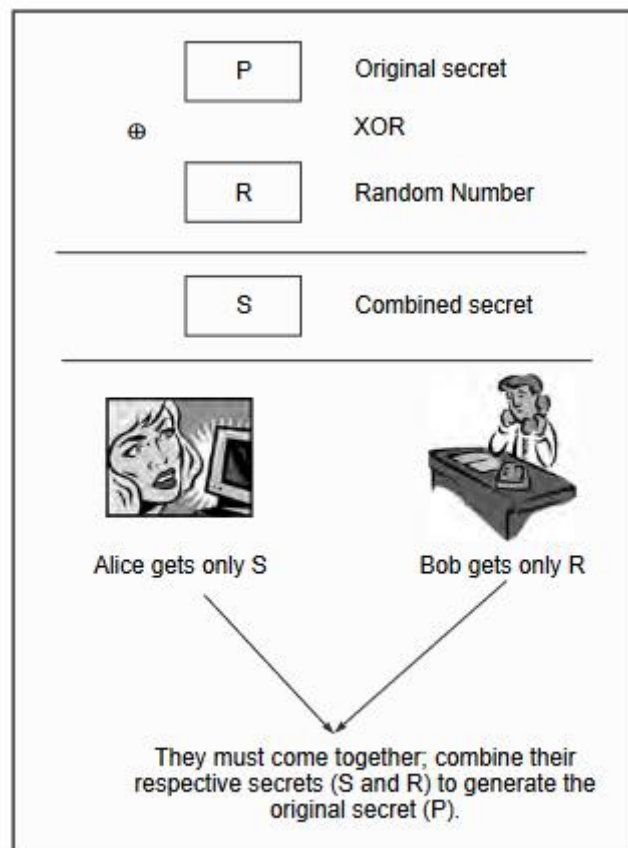 P Original secret
⊕ XOR
R Random Number
S Combined secret
Alice gets only S Bob gets only R
They must come together; combine their
respective secrets (S and R) to generate the
original secret (P).